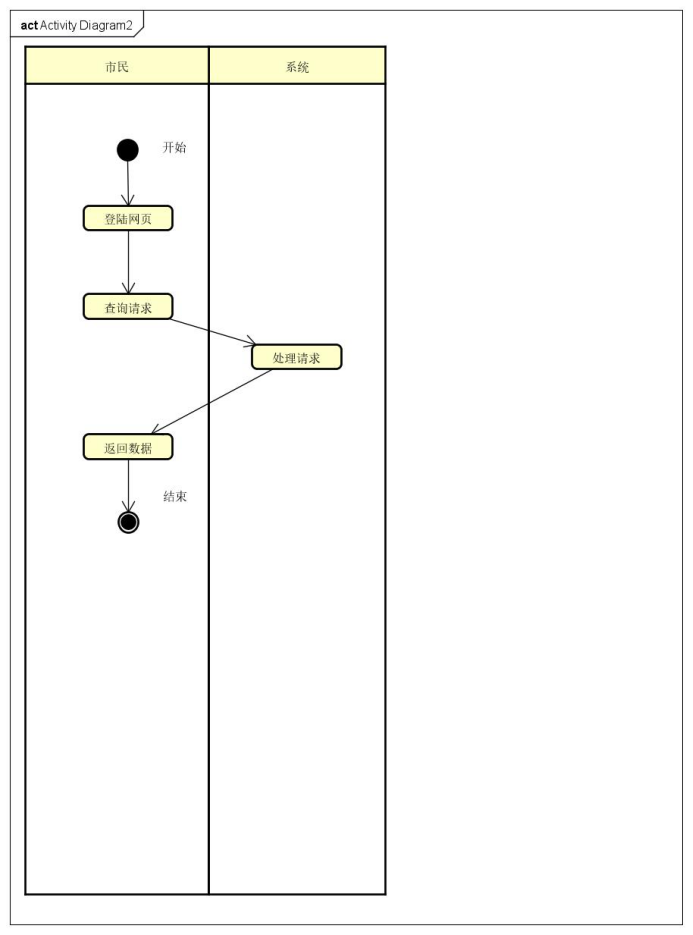 act Activity Diagram2
市民 系统
开始
登陆网页
查询请求
处理请求
返回数据
结束